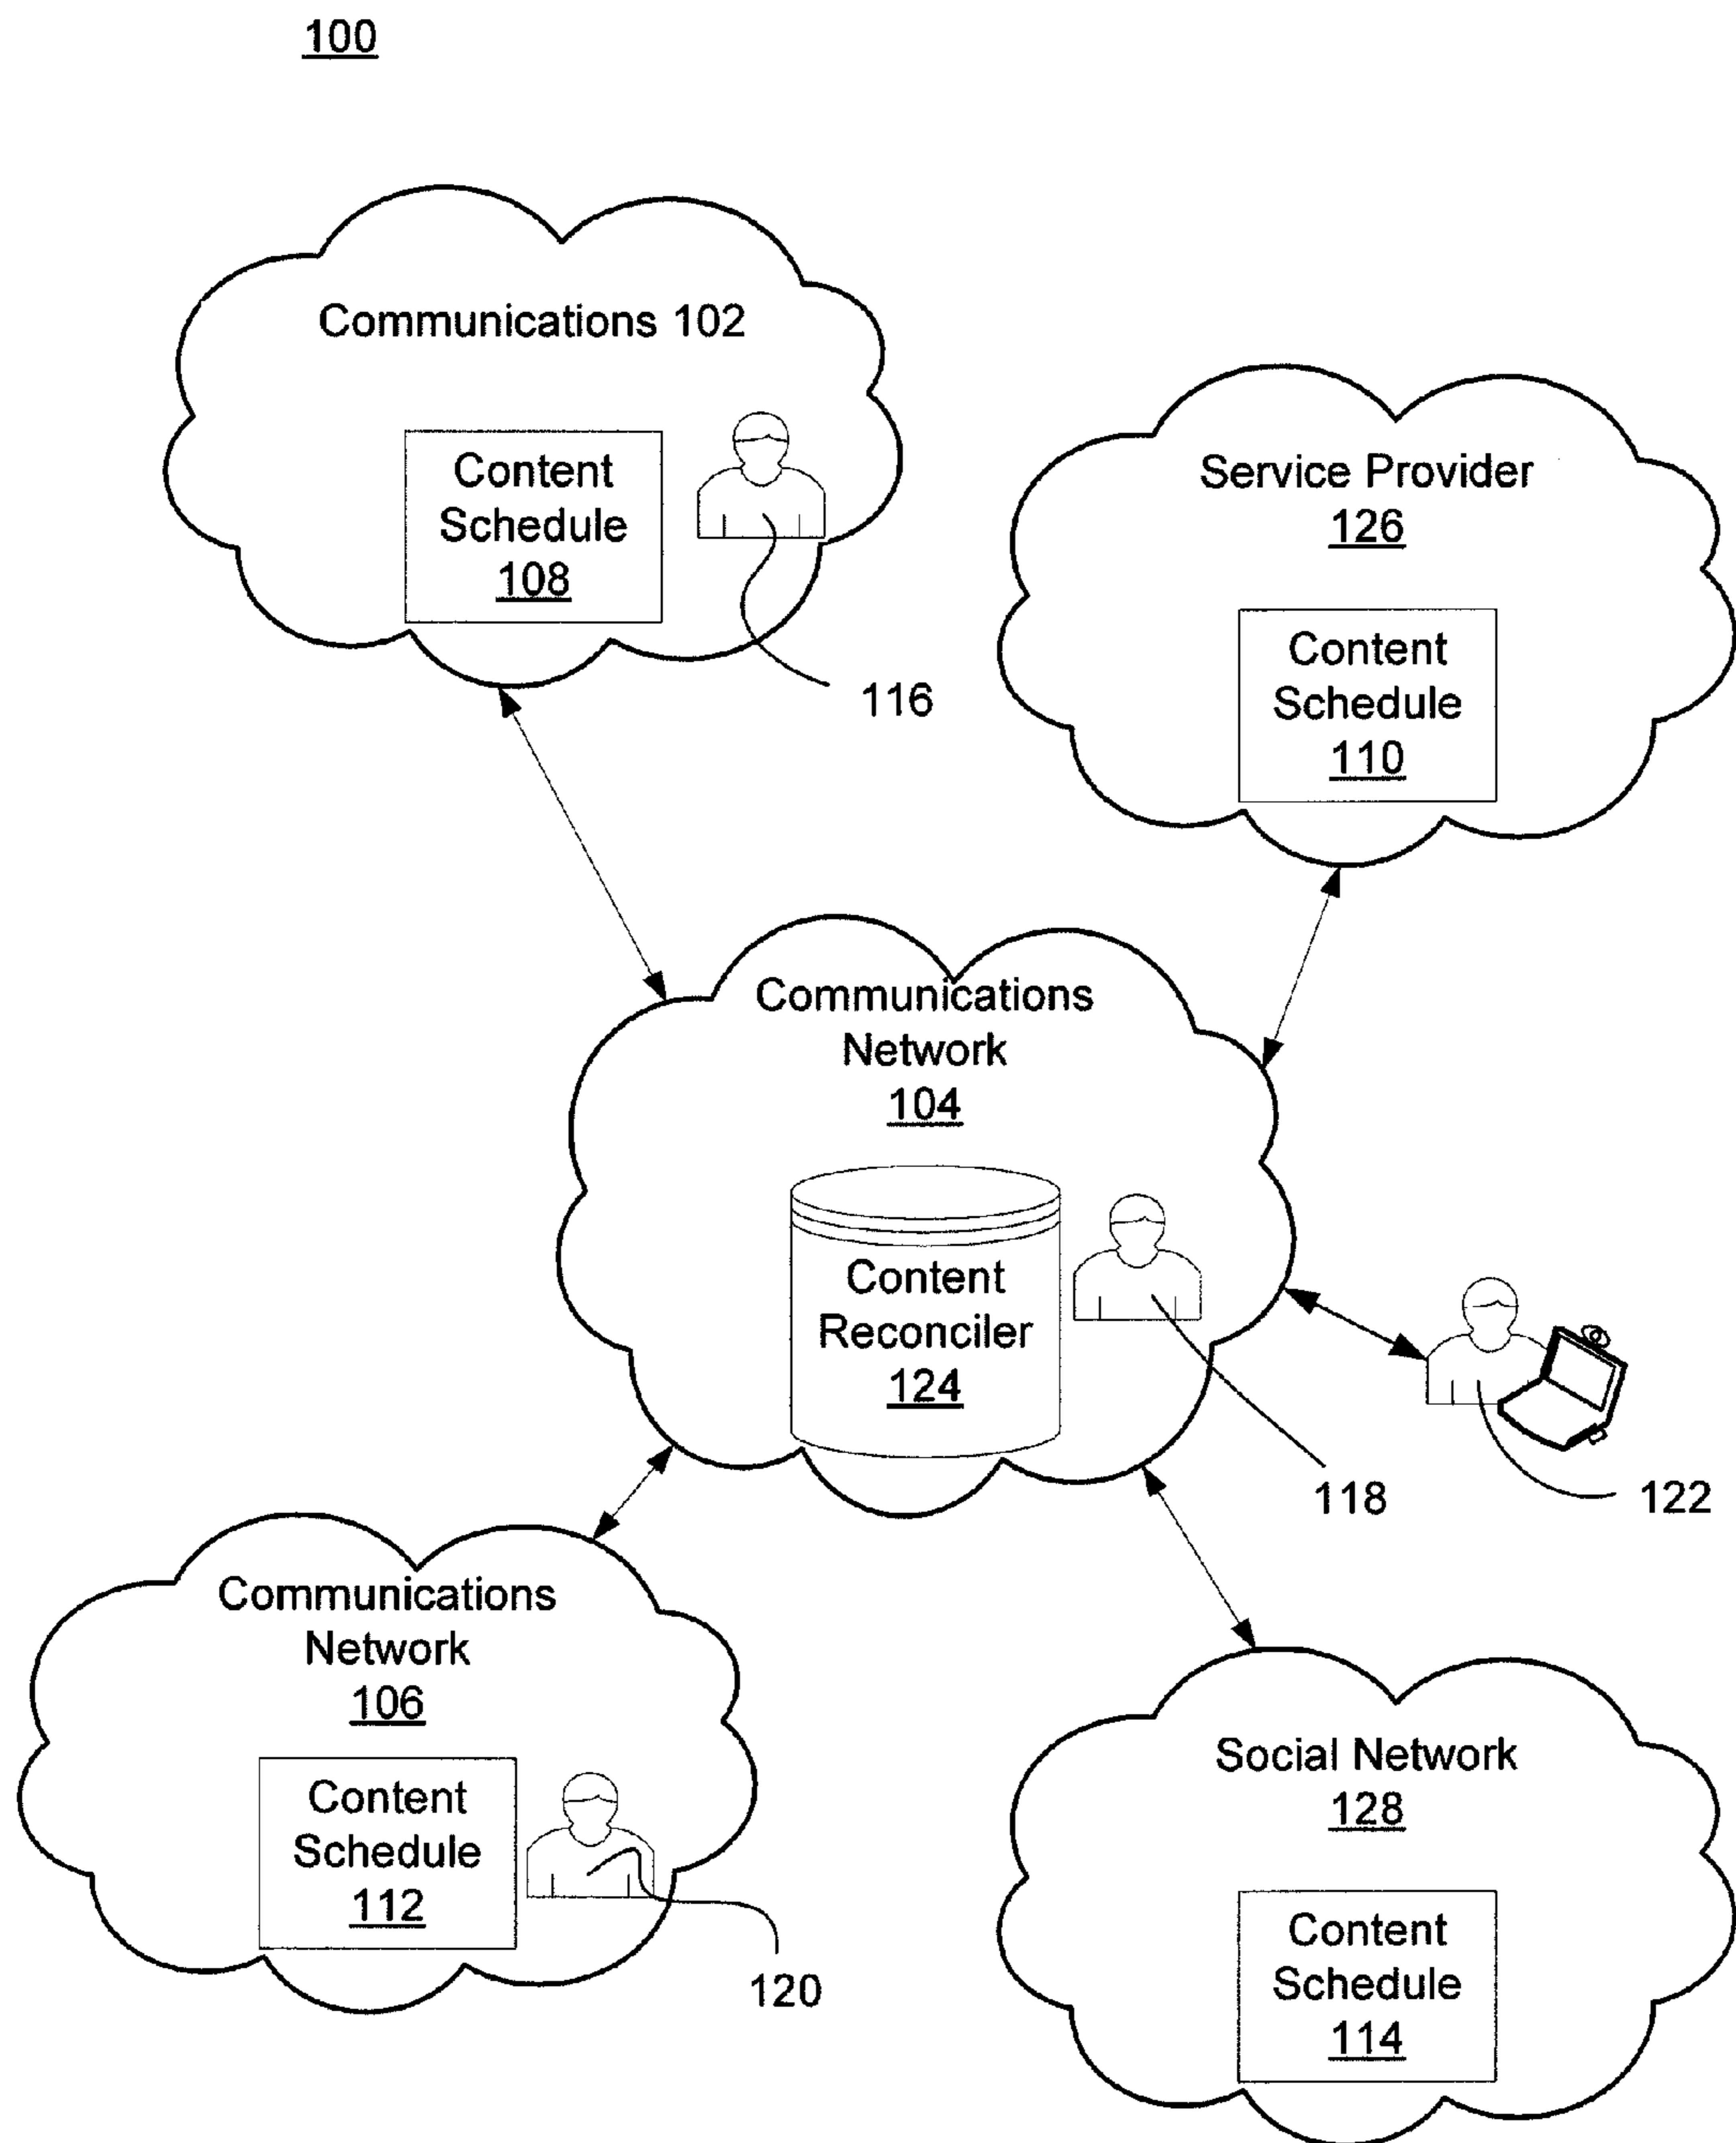 100
Communications 102
Content
Schedule
108
116
Service Provider
126
Content
Schedule
110
Communications
Network
104
Content
Reconciler
124
118
122
Communications
Network
106
Content
Schedule
112
120
Social Network
128
Content
Schedule
114